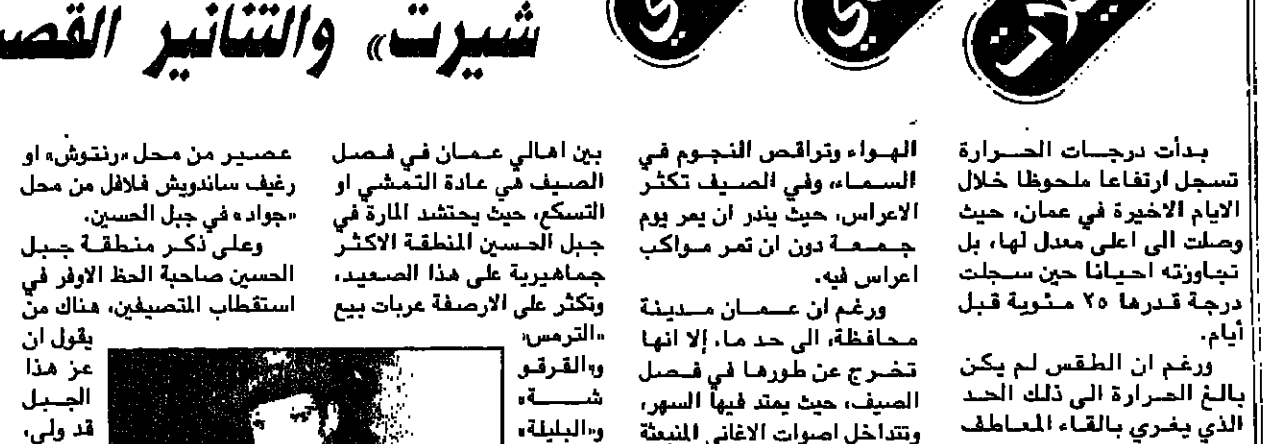 شيرت» والتنانير القص
بدأت درجات الحرارة
تسجل ارتفاعا ملحوظا خلال
الايام الاخيرة في عمان، حيث
وصلت الى اعلى معدل لها، بل
تجاوزته احيانا حين سجلت
درجة قدرها ٢٥ مئوية قبل
أيام.
ورغم ان الطقس لم يكن
بالغ الحرارة الى ذلك الحد
الذي يغري بالقاء المعاطف
الهواء وتراقص النجوم في
السماء، وفي الصيف تكثر
الاعراس، حيث يندر ان يمر يوم
جمعة دون ان تمر مواكب
اعراس فيه.
ورغم ان عمان مدينة
محافظة، الى حد ما، إلا انها
تخرج عن طورها في فصل
الصيف، حيث يمتد فيها السهر،
وتتداخل اصوات الاغاني المنبعثة
بين اهالي عمان في فصل
الصيف هي عادة التمشي او
التسكع، حيث يحتشد المارة في
جبل الحسين المنطقة الاكثر
جماهيرية على هذا الصعيد،
وتكثر على الارصفة عربات بيع
«الترمس»
و«القرقو
شة»
و«البليلة»
عصير من محل «رنتوش» او
رغيف ساندويش فلافل من محل
«جواد» في جبل الحسين.
وعلى ذكر منطقة جبل
الحسين صاحبة الحظ الاوفر في
استقطاب المتصيفين، هناك من
يقول ان
عز هذا
الجبل
قد ولى،